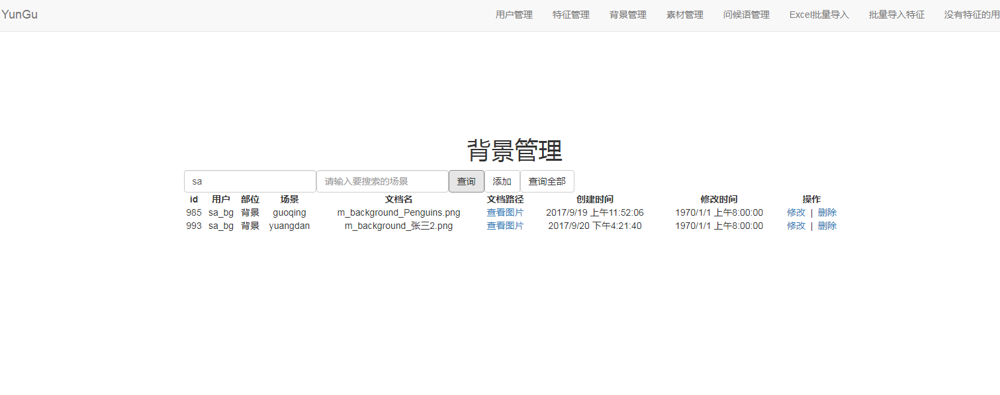 YunGu 用户管理 特征管理 背景管理 素材管理 问候语管理 Excel批量导入 批量导入特征 没有特征的用
背景管理
sa 请输入要搜索的场景 查询 添加 查询全部
id 用户 部位 场景 文档名 文档路径 创建时间 修改时间 操作
985 sa_bg 背景 guoqing m_background_Penguins.png 查看图片 2017/9/19 上午11:52:06 1970/1/1 上午8:00:00 修改 | 删除
993 sa_bg 背景 yuangdan m_background_张三2.png 查看图片 2017/9/20 下午4:21:40 1970/1/1 上午8:00:00 修改 | 删除